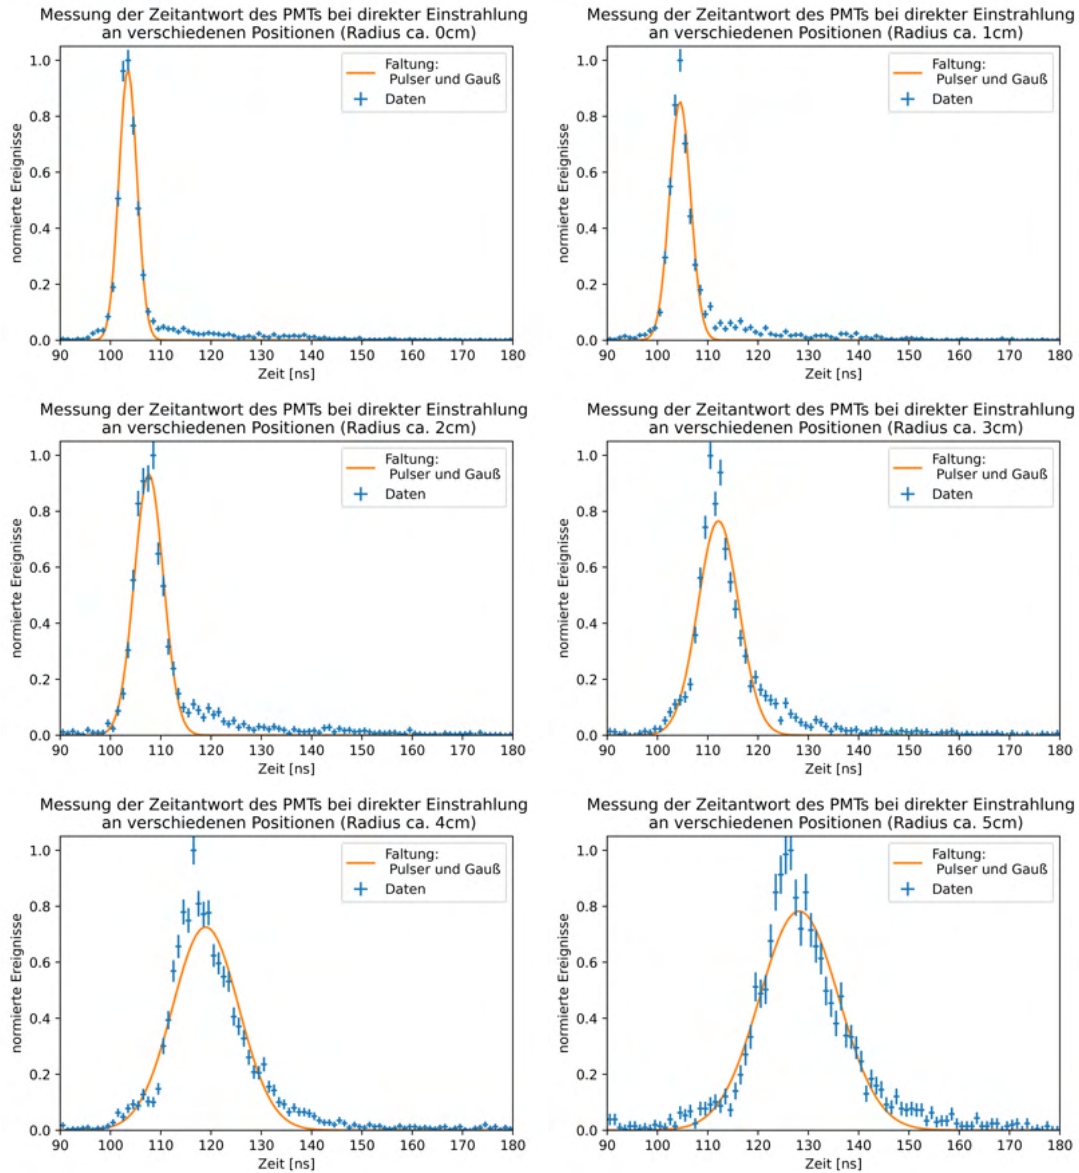 Messung der Zeitantwort des PMTs bei direkter Einstrahlung
an verschiedenen Positionen (Radius ca. 0cm)
1.0
0.8
0.6
0.4
0.2
0.0
normierte Ereignisse
Faltung:
Pulser und Gauß
Daten
90 100 110 120 130 140 150 160 170 180
Zeit [ns]
Messung der Zeitantwort des PMTs bei direkter Einstrahlung
an verschiedenen Positionen (Radius ca. 1cm)
1.0
0.8
0.6
0.4
0.2
0.0
normierte Ereignisse
Faltung:
Pulser und Gauß
Daten
90 100 110 120 130 140 150 160 170 180
Zeit [ns]
Messung der Zeitantwort des PMTs bei direkter Einstrahlung
an verschiedenen Positionen (Radius ca. 2cm)
1.0
0.8
0.6
0.4
0.2
0.0
normierte Ereignisse
Faltung:
Pulser und Gauß
Daten
90 100 110 120 130 140 150 160 170 180
Zeit [ns]
Messung der Zeitantwort des PMTs bei direkter Einstrahlung
an verschiedenen Positionen (Radius ca. 3cm)
1.0
0.8
0.6
0.4
0.2
0.0
normierte Ereignisse
Faltung:
Pulser und Gauß
Daten
90 100 110 120 130 140 150 160 170 180
Zeit [ns]
Messung der Zeitantwort des PMTs bei direkter Einstrahlung
an verschiedenen Positionen (Radius ca. 4cm)
1.0
0.8
0.6
0.4
0.2
0.0
normierte Ereignisse
Faltung:
Pulser und Gauß
Daten
90 100 110 120 130 140 150 160 170 180
Zeit [ns]
Messung der Zeitantwort des PMTs bei direkter Einstrahlung
an verschiedenen Positionen (Radius ca. 5cm)
1.0
0.8
0.6
0.4
0.2
0.0
normierte Ereignisse
Faltung:
Pulser und Gauß
Daten
90 100 110 120 130 140 150 160 170 180
Zeit [ns]